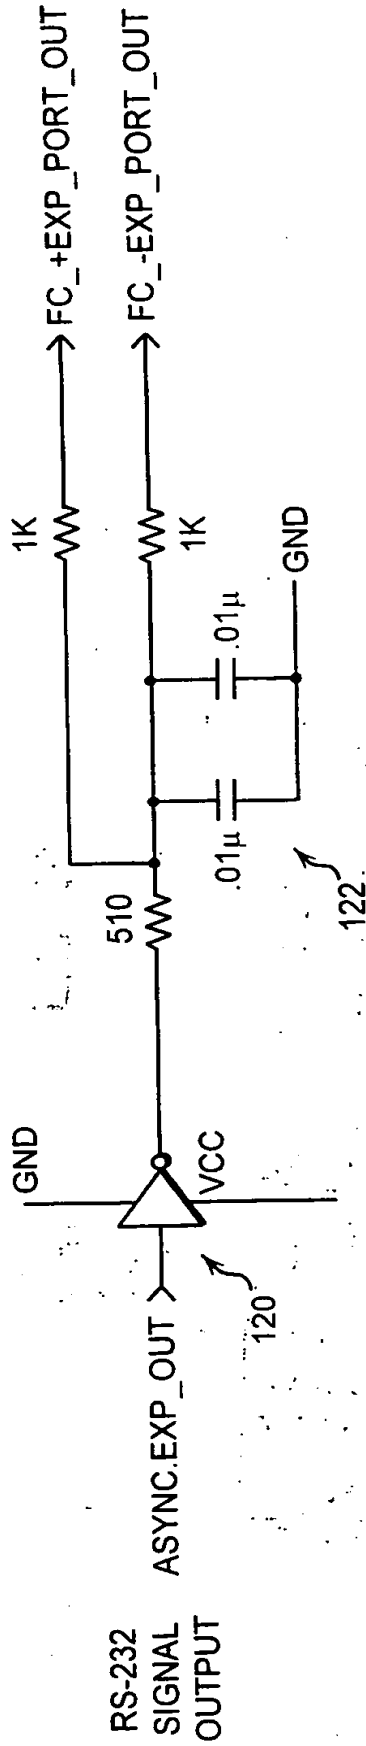 RS-232
SIGNAL
OUTPUT
ASYNC.EXP_OUT
120
GND
VCC
510
.01µ
.01µ
122
GND
1K
1K
FC_+EXP_PORT_OUT
FC_-EXP_PORT_OUT